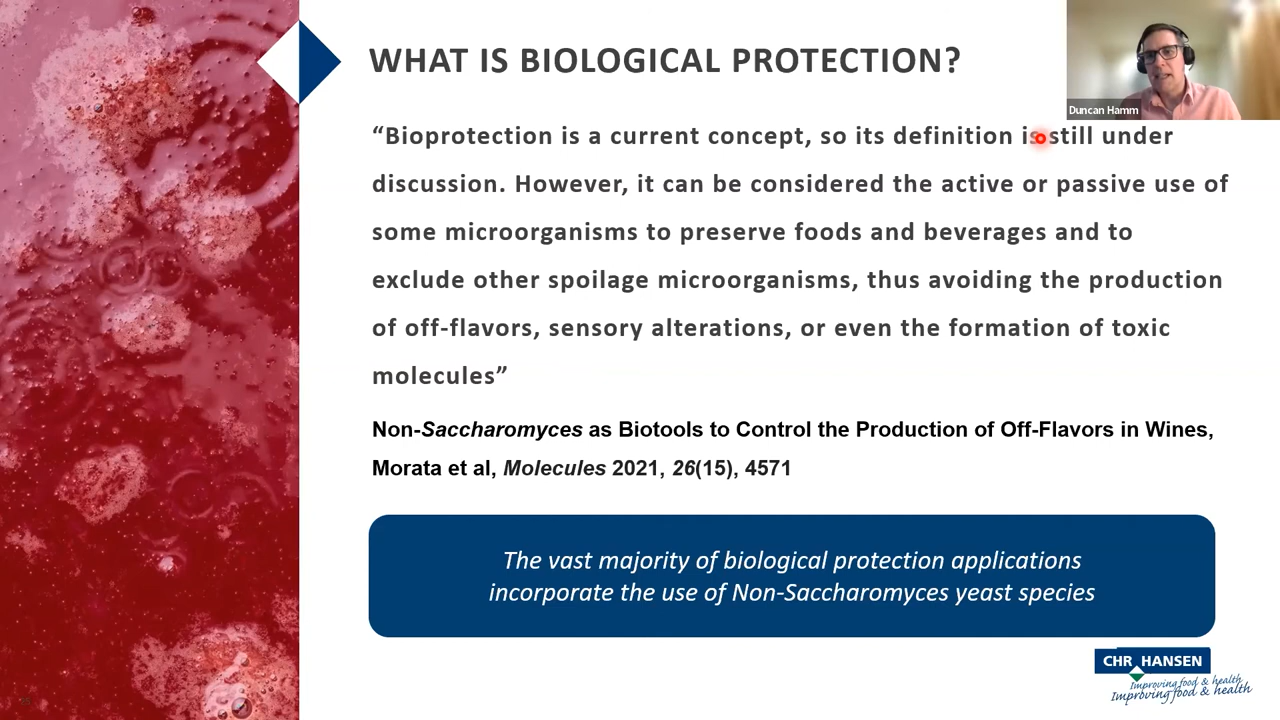 WHAT IS BIOLOGICAL PROTECTION?
Duncan Hamm
“Bioprotection is a current concept, so its definition is still under
discussion. However, it can be considered the active or passive use of
some microorganisms to preserve foods and beverages and to
exclude other spoilage microorganisms, thus avoiding the production
of off-flavors, sensory alterations, or even the formation of toxic
molecules”
Non-Saccharomyces as Biotools to Control the Production of Off-Flavors in Wines,
Morata et al, Molecules 2021, 26(15), 4571
The vast majority of biological protection applications
incorporate the use of Non-Saccharomyces yeast species
CHR HANSEN
Improving food & health
Improving food & health